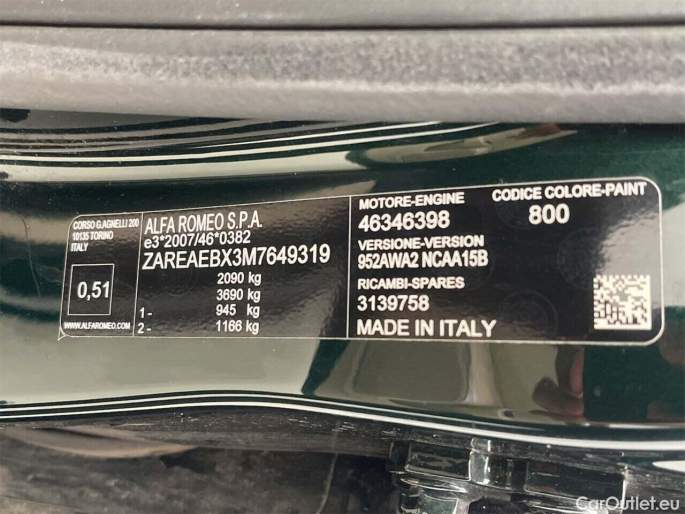 CORSO G.AGNELLI 200
10135 TORINO
ITALY
0,51
WWW.ALFAROMEO.COM
ALFA ROMEO S.P.A.
e3*2007/46*0382
ZAREAEBX3M7649319
2090 kg
3690 kg
1 - 945 kg
2 - 1166 kg
MOTORE-ENGINE
46346398
VERSIONE-VERSION
952AWA2 NCAA15B
RICAMBI-SPARES
3139758
MADE IN ITALY
CODICE COLORE-PAINT
800
CarOutlet.eu